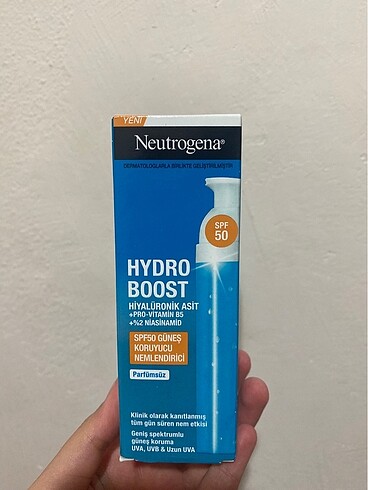 YENİ
Neutrogena®
DERMATOLOGLARLA BİRLİKTE GELİŞTİRİLMİŞTİR
SPF
50
HYDRO
BOOST
HİYALÜRONİK ASİT
+PRO-VİTAMİN B5
+%2 NİASİNAMİD
SPF50 GÜNEŞ
KORUYUCU
NEMLENDİRİCİ
Parfümsüz
Klinik olarak kanıtlanmış
tüm gün süren nem etkisi
Geniş spektrumlu
güneş koruma
UVA, UVB & Uzun UVA